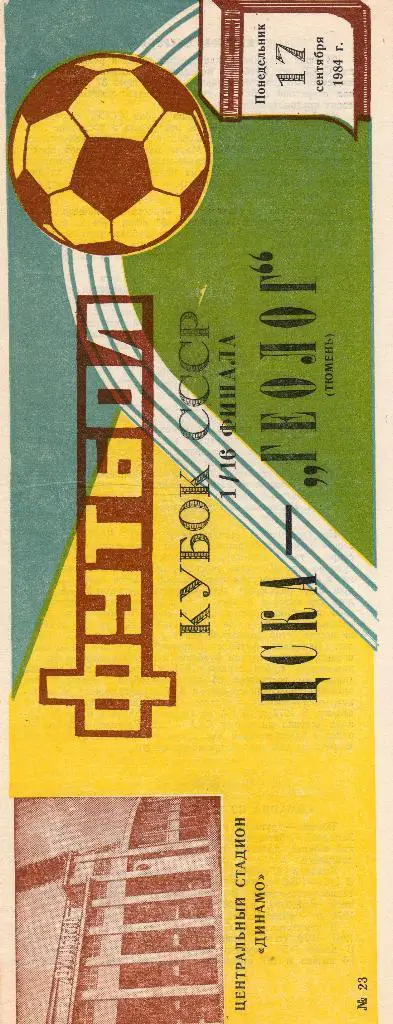 ФУТБОЛ
Понедельник
17
сентября
1984 г.
КУБОК СССР
1/16 ФИНАЛА
ЦСКА — „ГЕОЛОГ“
(ТЮМЕНЬ)
ЦЕНТРАЛЬНЫЙ СТАДИОН
«ДИНАМО»
№ 23